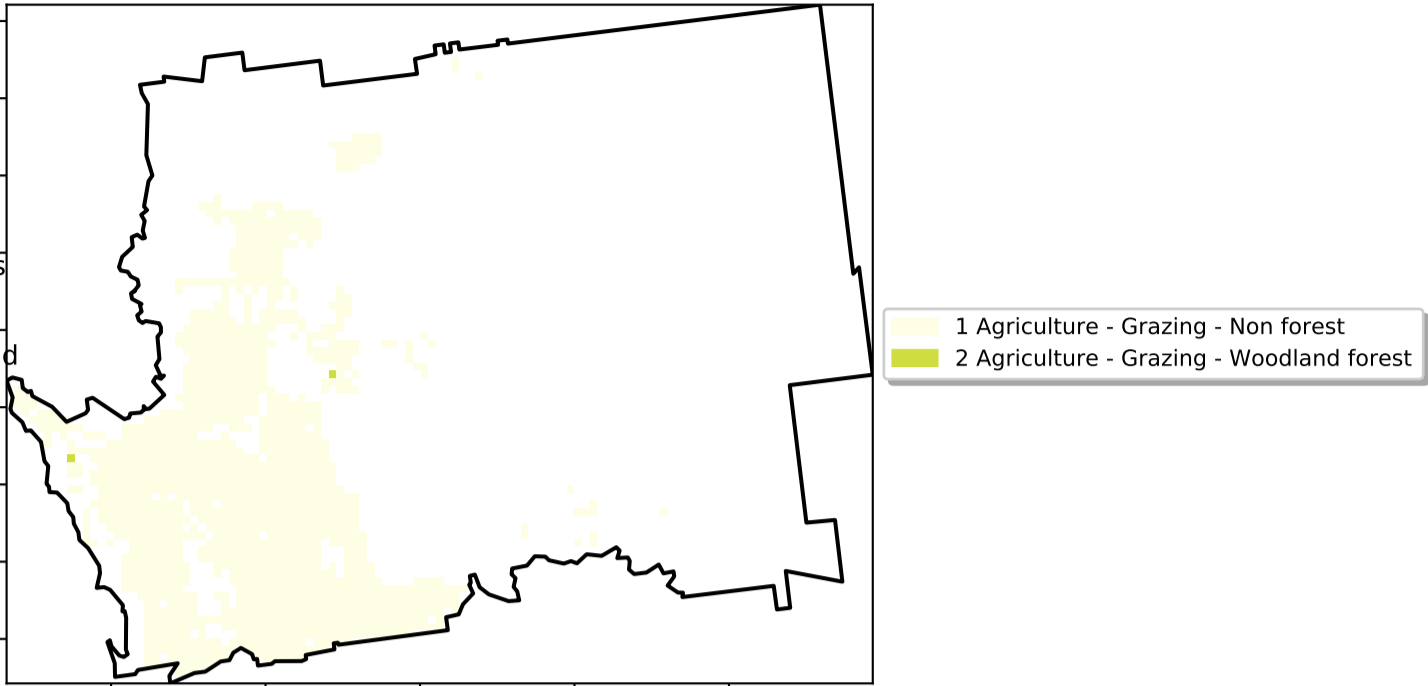 s
d
1 Agriculture - Grazing - Non forest
2 Agriculture - Grazing - Woodland forest